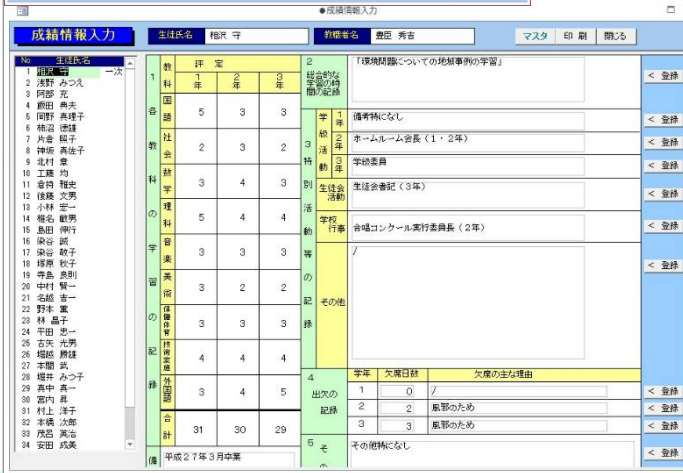 ●成績情報入力
成績情報入力
生徒氏名 相沢 守
教職者名 豊臣 秀吉
マスタ 印 刷 閉じる
No 生徒氏名
1 相沢 守 一次
2 浅野 みつえ
3 阿部 充
4 飯田 典夫
5 岡野 真理子
6 柿沼 徳雄
7 片倉 照子
8 神坂 真佐子
9 北村 章
10 工藤 均
11 倉持 雅史
12 後藤 文男
13 小林 宏一
14 椎名 敏男
15 島田 伸行
16 染谷 誠
17 染谷 敏子
18 塚原 秋子
19 寺島 良則
20 中村 賢一
21 名越 吉一
22 野本 薫
23 林 晶子
24 平田 忠一
25 古矢 光男
26 堀越 勝雄
27 本間 武
28 堀井 みつ子
29 真中 真一
30 宮内 昇
31 村上 洋子
32 本橋 次郎
33 茂呂 英治
34 安田 成美
1 各教科の学習の記録
教科 評 定
1年 2年 3年
国語 5 3 3
社会 2 3 2
数学 3 4 3
理科 5 4 4
音楽 3 3 3
美術 3 2 2
保健体育 3 3 3
技術家庭 4 4 4
外国語 3 4 5
合計 31 30 29
備 平成27年3月卒業
2 総合的な学習の時間の記録
「環境問題についての地域事例の学習」
< 登録
3 特別活動等の記録
学級活動
1年 備考特になし < 登録
2年 ホームルーム会長(1・2年) < 登録
3年 学級委員 < 登録
生徒会活動 生徒会書記(3年) < 登録
学校行事 合唱コンクール実行委員長(2年) < 登録
その他 / < 登録
4 出欠の記録
学年 欠席日数 欠席の主な理由
1 0 / < 登録
2 2 風邪のため < 登録
3 3 風邪のため < 登録
5 その他特になし < 登録
そ